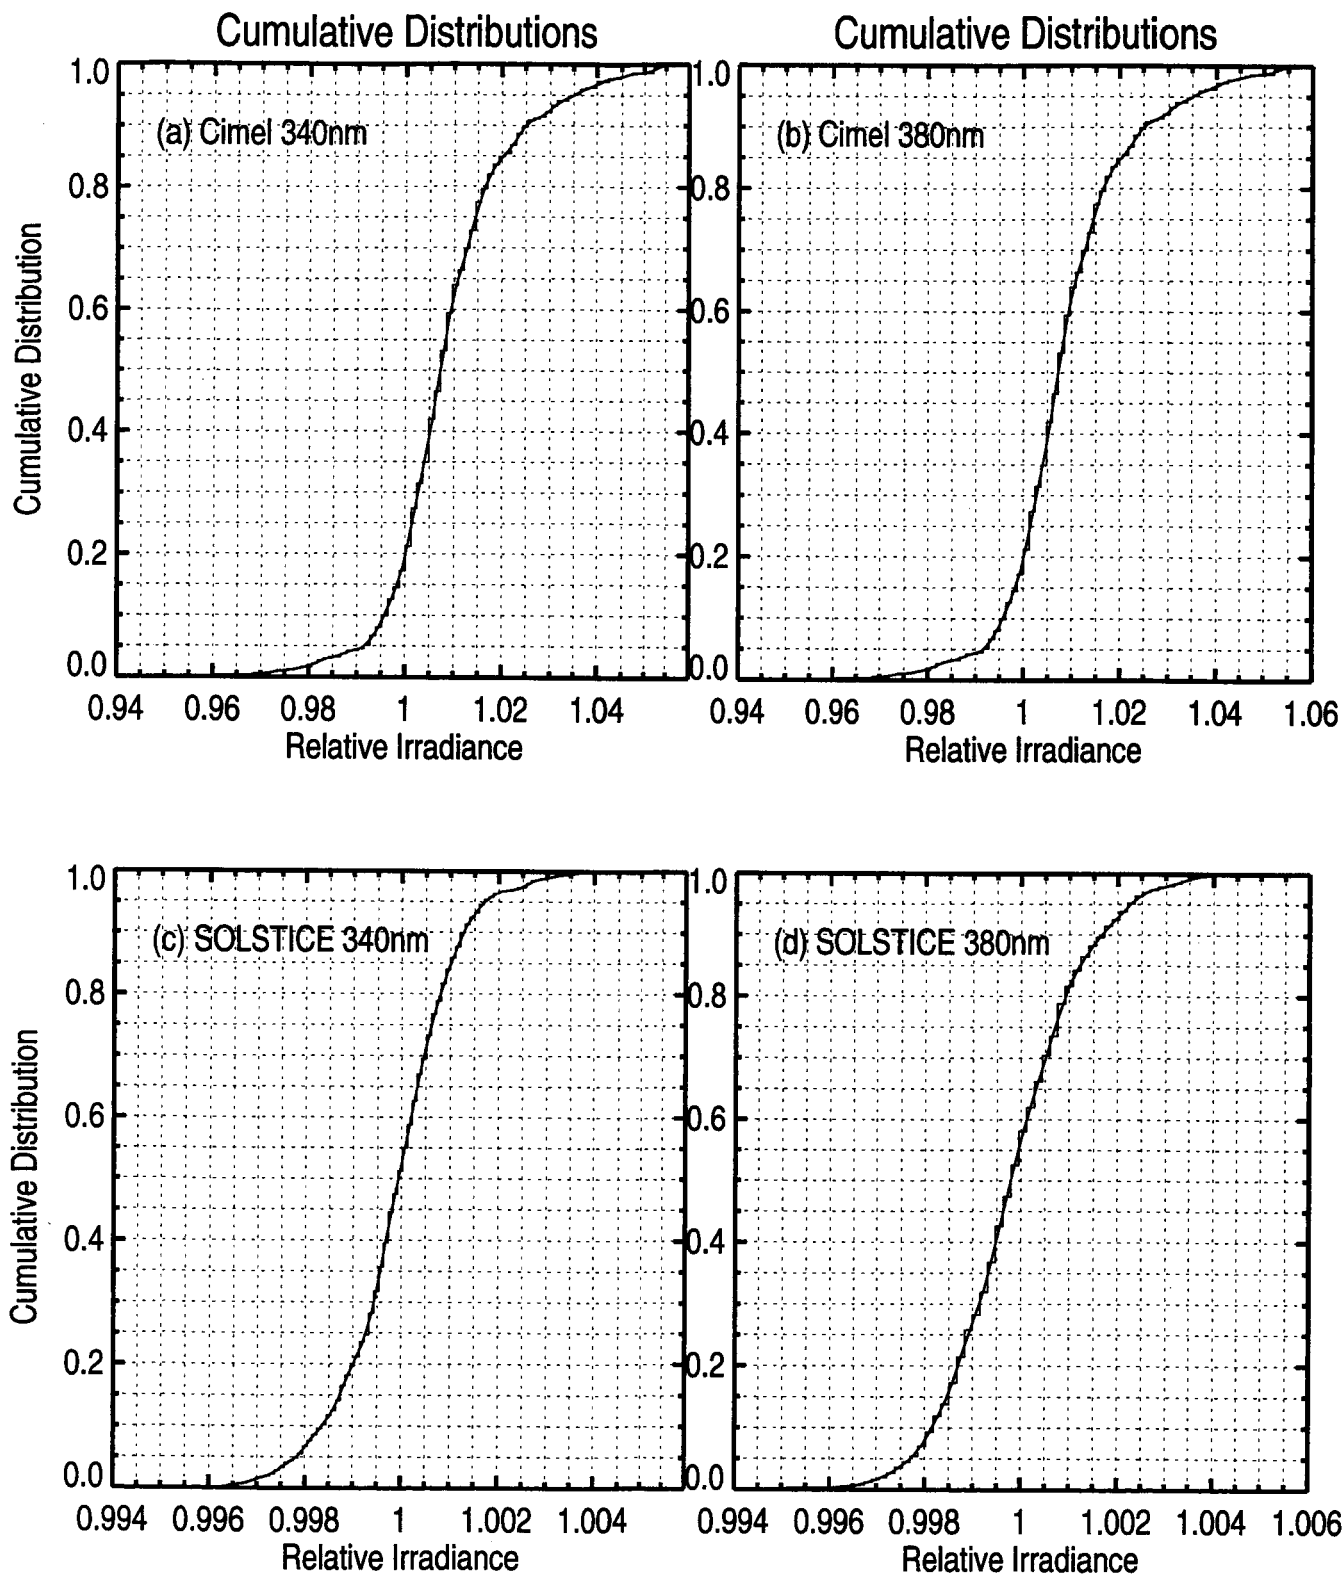 Cumulative Distributions
Cumulative Distributions
1.0
0.8
0.6
0.4
0.2
0.0
Cumulative Distribution
(a) Cimel 340nm
0.94 0.96 0.98 1 1.02 1.04
Relative Irradiance
1.0
0.8
0.6
0.4
0.2
0.0
(b) Cimel 380nm
0.94 0.96 0.98 1 1.02 1.04 1.06
Relative Irradiance
1.0
0.8
0.6
0.4
0.2
0.0
Cumulative Distribution
(c) SOLSTICE 340nm
0.994 0.996 0.998 1 1.002 1.004
Relative Irradiance
1.0
0.8
0.6
0.4
0.2
0.0
(d) SOLSTICE 380nm
0.994 0.996 0.998 1 1.002 1.004 1.006
Relative Irradiance